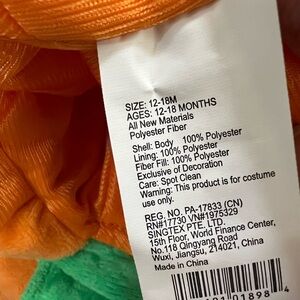 SIZE: 12-18M
AGES: 12-18 MONTHS
All New Materials
Polyester Fiber
Shell: Body 100% Polyester
Lining: 100% Polyester
Fiber Fill: 100% Polyester
Exclusive of Decoration
Care: Spot Clean
Warning: This product is for costume
use only.
REG. NO. PA-17833 (CN)
RN#17730 VN#1975329
SINGTEX PTE. LTD.
15th Floor, World Finance Center,
No.118 Qingyang Road
Wuxi, Jiangsu, 214021, China
Made in China